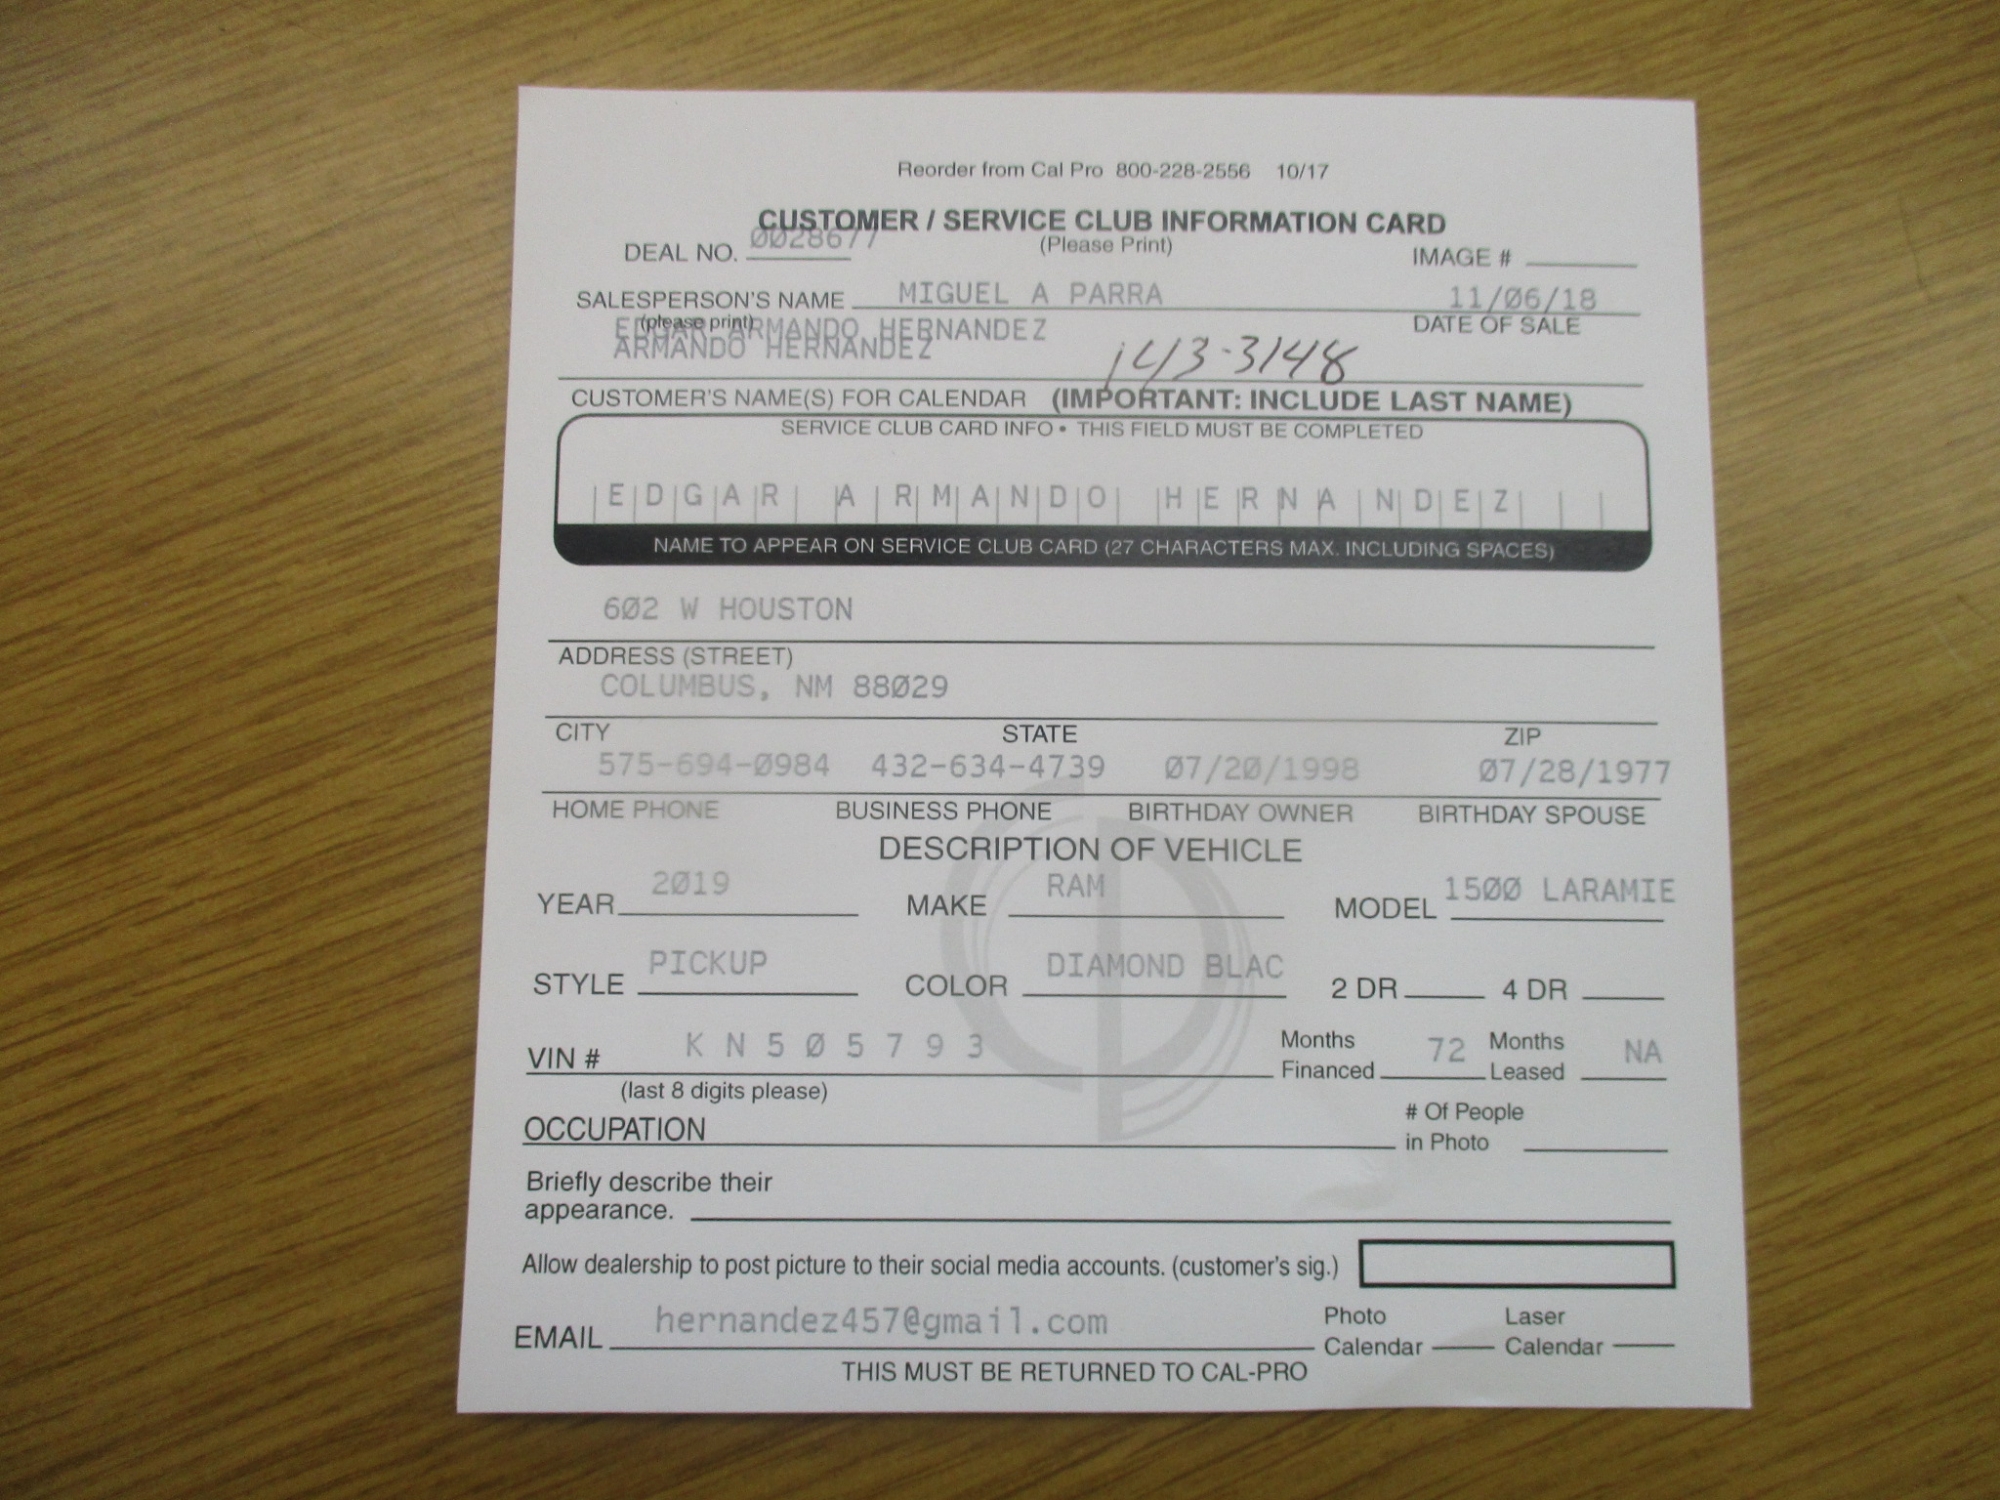 Reorder from Cal Pro 800-228-2556 10/17
CUSTOMER / SERVICE CLUB INFORMATION CARD
(Please Print)
DEAL NO. 0028677
IMAGE #
SALESPERSON'S NAME MIGUEL A PARRA 11/06/18
(please print) DATE OF SALE
EDGAR ARMANDO HERNANDEZ
ARMANDO HERNANDEZ
143-3148
CUSTOMER'S NAME(S) FOR CALENDAR (IMPORTANT: INCLUDE LAST NAME)
SERVICE CLUB CARD INFO • THIS FIELD MUST BE COMPLETED
EDGAR ARMANDO HERNANDEZ
NAME TO APPEAR ON SERVICE CLUB CARD (27 CHARACTERS MAX. INCLUDING SPACES)
602 W HOUSTON
ADDRESS (STREET)
COLUMBUS, NM 88029
CITY STATE ZIP
575-694-0984 432-634-4739 07/20/1998 07/28/1977
HOME PHONE BUSINESS PHONE BIRTHDAY OWNER BIRTHDAY SPOUSE
DESCRIPTION OF VEHICLE
YEAR 2019 MAKE RAM MODEL 1500 LARAMIE
STYLE PICKUP COLOR DIAMOND BLAC 2 DR 4 DR
VIN # KN505793 Months Financed 72 Months Leased NA
(last 8 digits please)
OCCUPATION # Of People in Photo
Briefly describe their
appearance.
Allow dealership to post picture to their social media accounts. (customer's sig.)
EMAIL hernandez457@gmail.com Photo Calendar Laser Calendar
THIS MUST BE RETURNED TO CAL-PRO